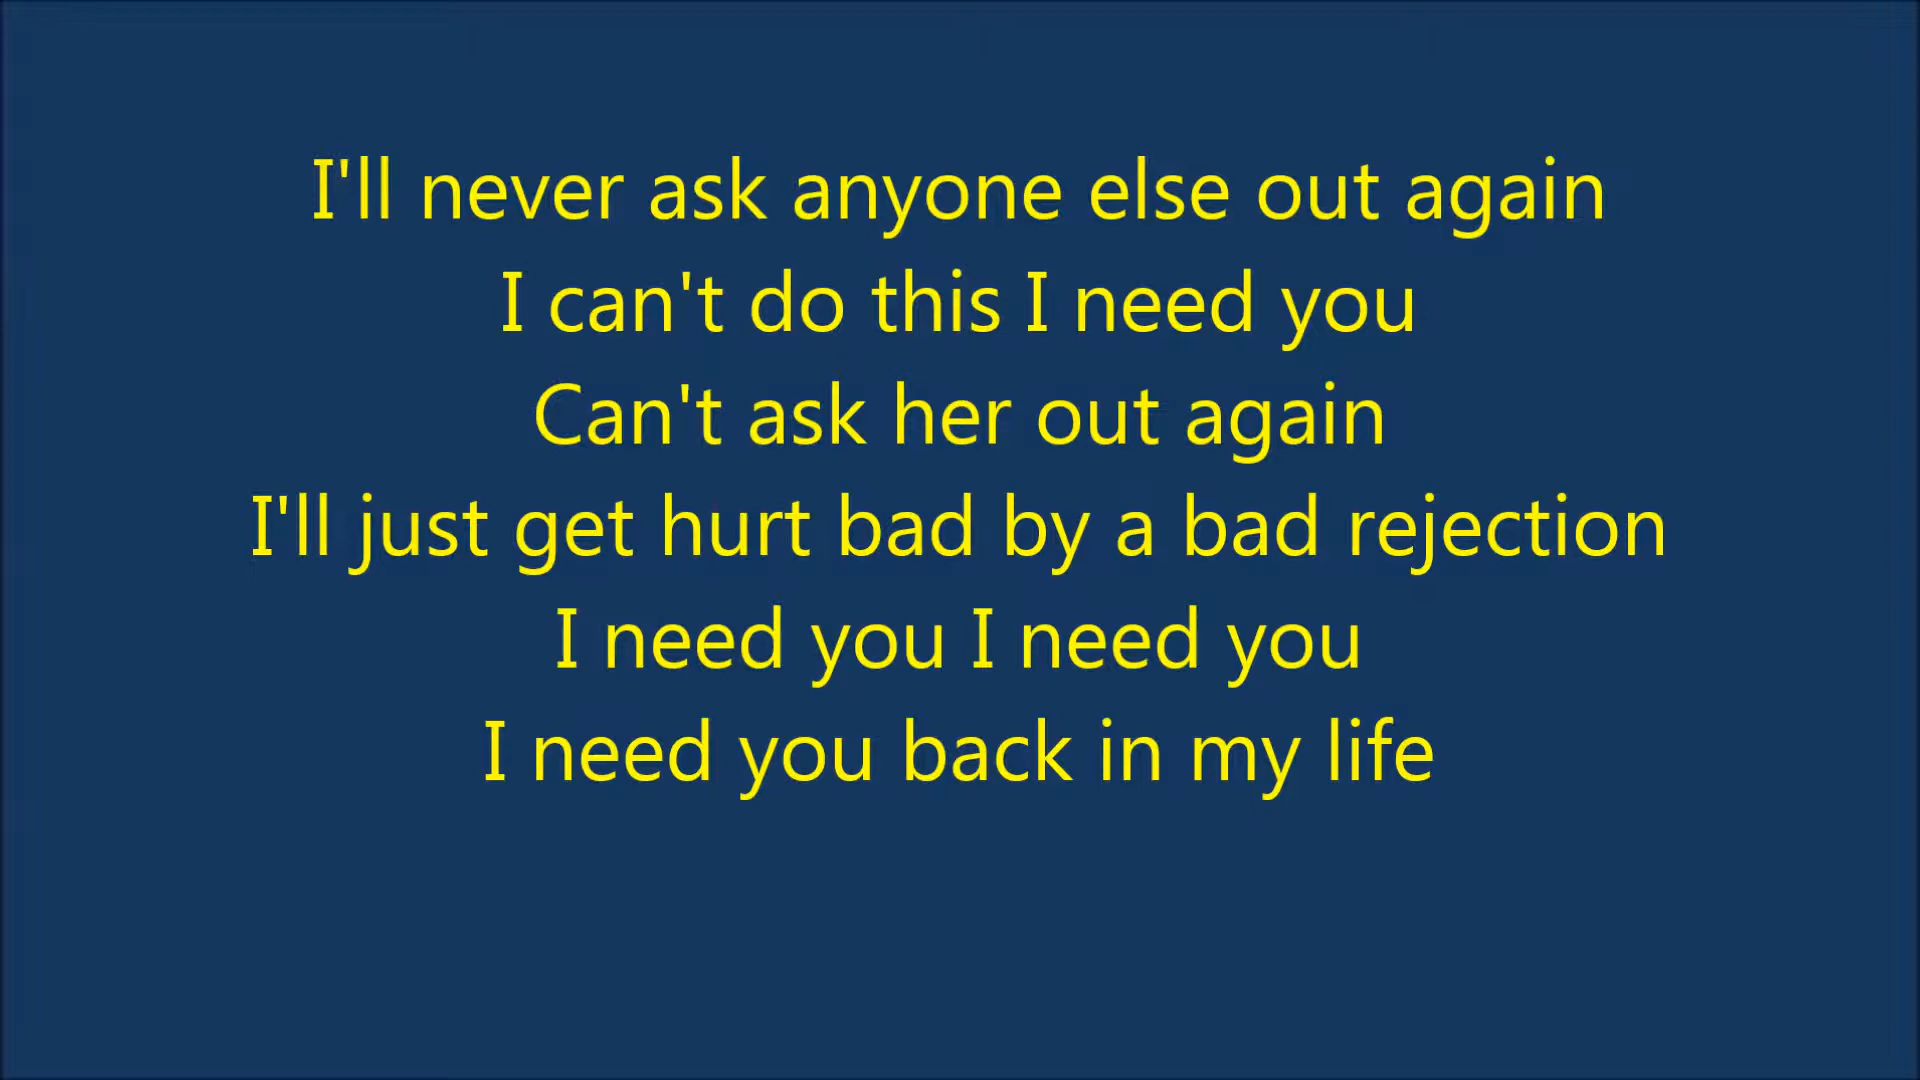 I'll never ask anyone else out again
I can't do this I need you
Can't ask her out again
I'll just get hurt bad by a bad rejection
I need you I need you
I need you back in my life